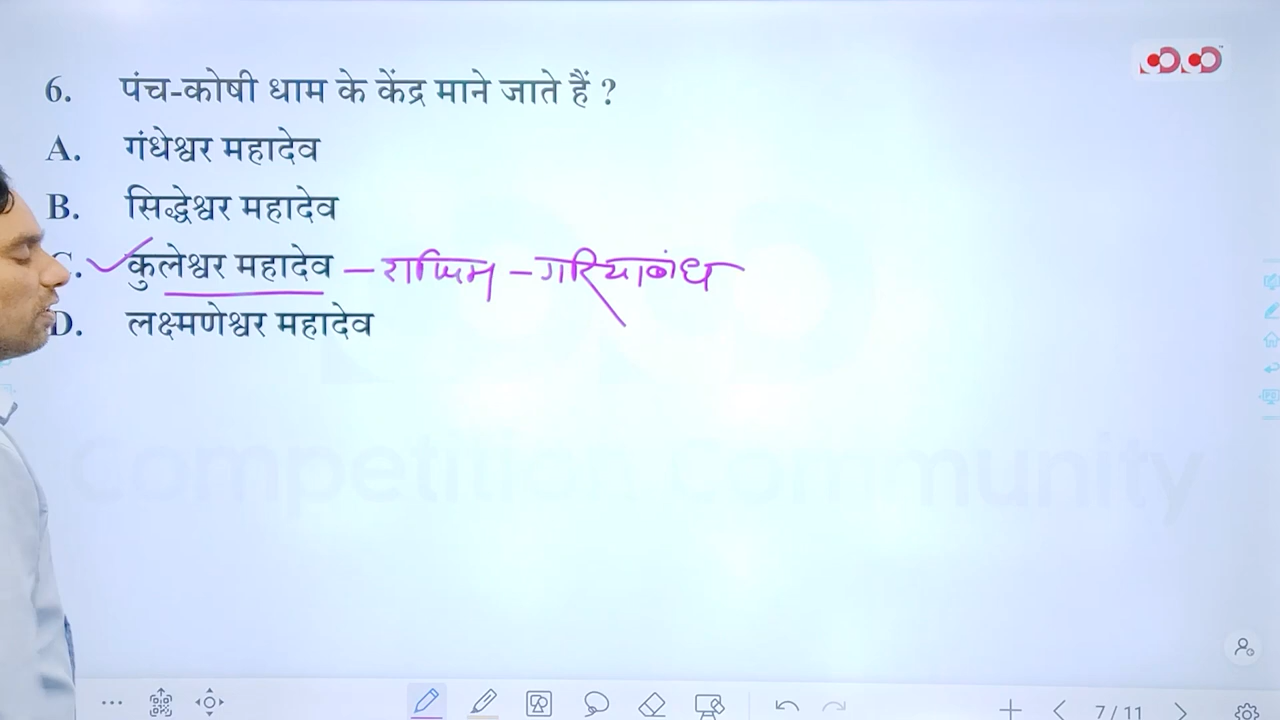 6. पंच-कोषी धाम के केंद्र माने जाते हैं ?
A. गंधेश्वर महादेव
B. सिद्धेश्वर महादेव
C. कुलेश्वर महादेव – राजिम – गरियाबंध
D. लक्ष्मणेश्वर महादेव
Competition Community
7 / 11